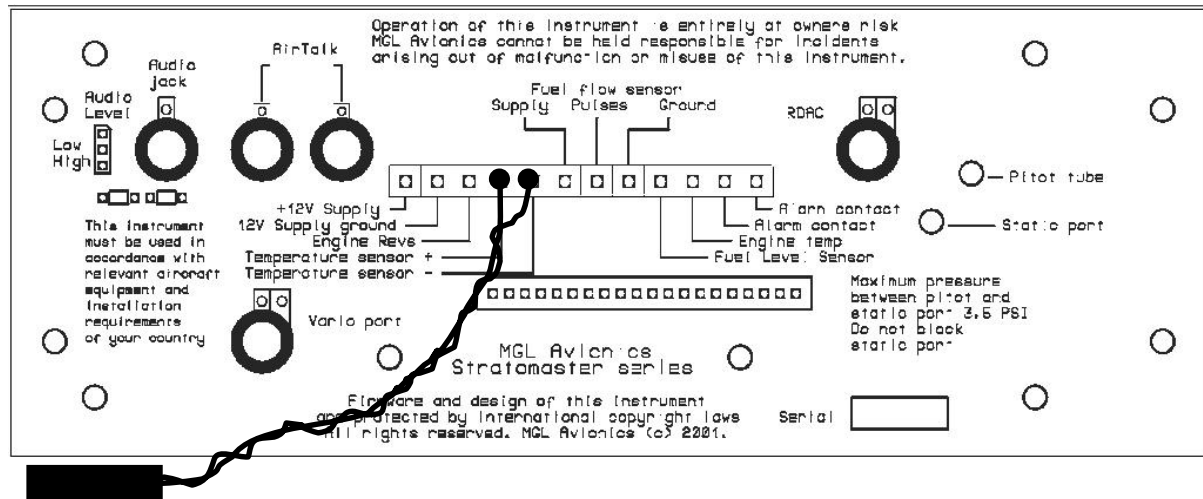 Operation of this instrument is entirely at owners risk
MGL Avionics cannot be held responsible for incidents
arising out of malfunction or misuse of this instrument.
AirTalk
Audio
jack
Audio
Level
Low
High
Fuel flow sensor
Supply Pulses Ground
RDAC
Pitot tube
Static port
+12V Supply
12V Supply ground
Engine Revs
Temperature sensor +
Temperature sensor -
Alarm contact
Alarm contact
Engine temp
Fuel Level Sensor
This instrument
must be used in
accordance with
relevant aircraft
equipment and
installation
requirements
of your country
Vario port
Maximum pressure
between pitot and
static port 3,6 PSI
Do not block
static port
MGL Avionics
Stratomaster series
Firmware and design of this instrument
are protected by international copyright laws
All rights reserved. MGL Avionics (c) 2001.
Serial